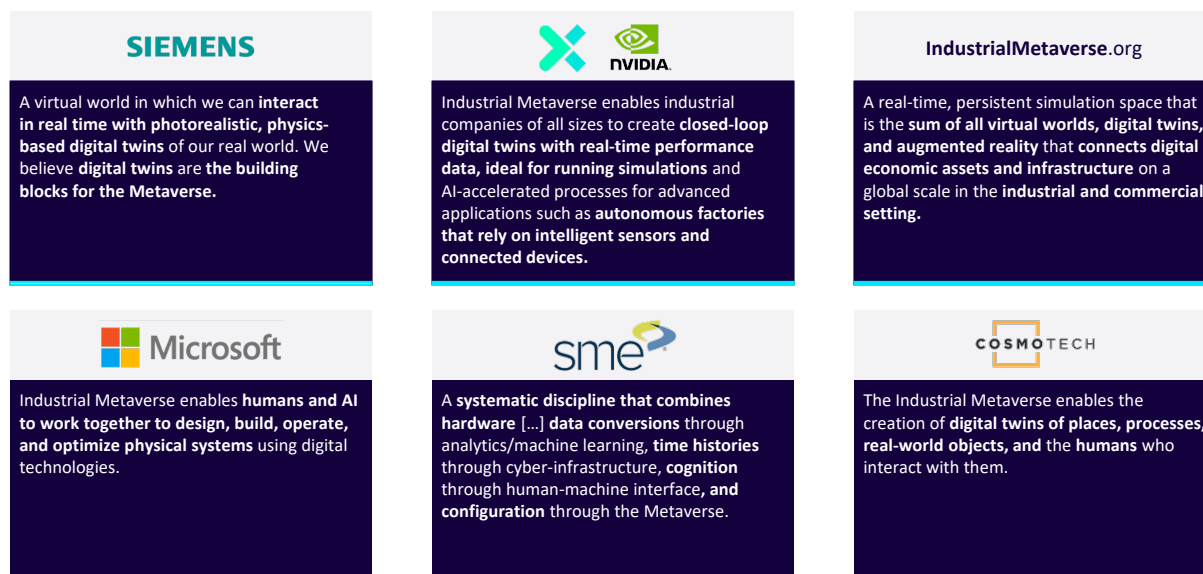 SIEMENS
A virtual world in which we can interact
in real time with photorealistic, physics-
based digital twins of our real world. We
believe digital twins are the building
blocks for the Metaverse.
NVIDIA.
Industrial Metaverse enables industrial
companies of all sizes to create closed-loop
digital twins with real-time performance
data, ideal for running simulations and
AI-accelerated processes for advanced
applications such as autonomous factories
that rely on intelligent sensors and
connected devices.
IndustrialMetaverse.org
A real-time, persistent simulation space that
is the sum of all virtual worlds, digital twins,
and augmented reality that connects digital
economic assets and infrastructure on a
global scale in the industrial and commercial
setting.
Microsoft
Industrial Metaverse enables humans and AI
to work together to design, build, operate,
and optimize physical systems using digital
technologies.
sme
A systematic discipline that combines
hardware […] data conversions through
analytics/machine learning, time histories
through cyber-infrastructure, cognition
through human-machine interface, and
configuration through the Metaverse.
COSMOTECH
The Industrial Metaverse enables the
creation of digital twins of places, processes,
real-world objects, and the humans who
interact with them.